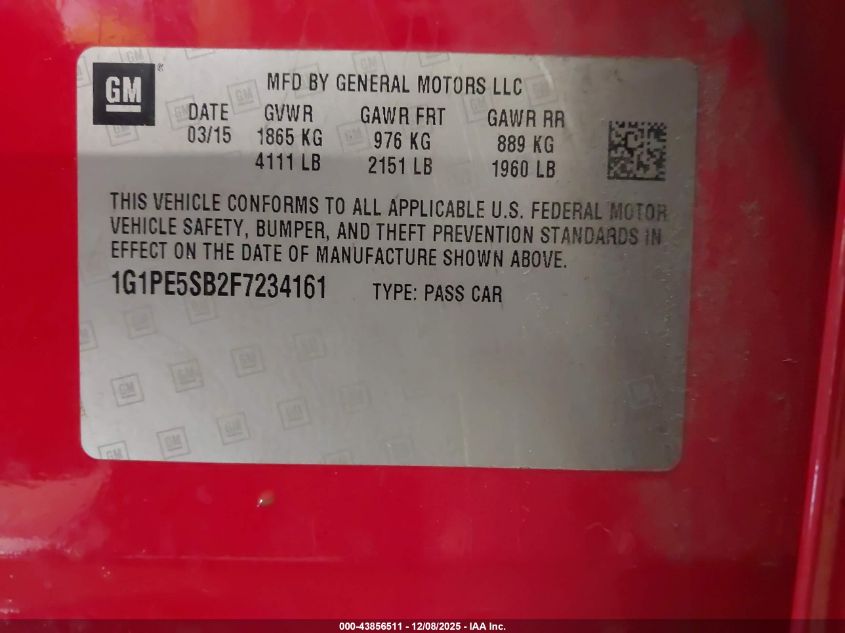 GM
MFD BY GENERAL MOTORS LLC
DATE GVWR GAWR FRT GAWR RR
03/15 1865 KG 976 KG 889 KG
4111 LB 2151 LB 1960 LB
THIS VEHICLE CONFORMS TO ALL APPLICABLE U.S. FEDERAL MOTOR
VEHICLE SAFETY, BUMPER, AND THEFT PREVENTION STANDARDS IN
EFFECT ON THE DATE OF MANUFACTURE SHOWN ABOVE.
1G1PE5SB2F7234161 TYPE: PASS CAR
000-43856511 - 12/08/2025 - IAA Inc.